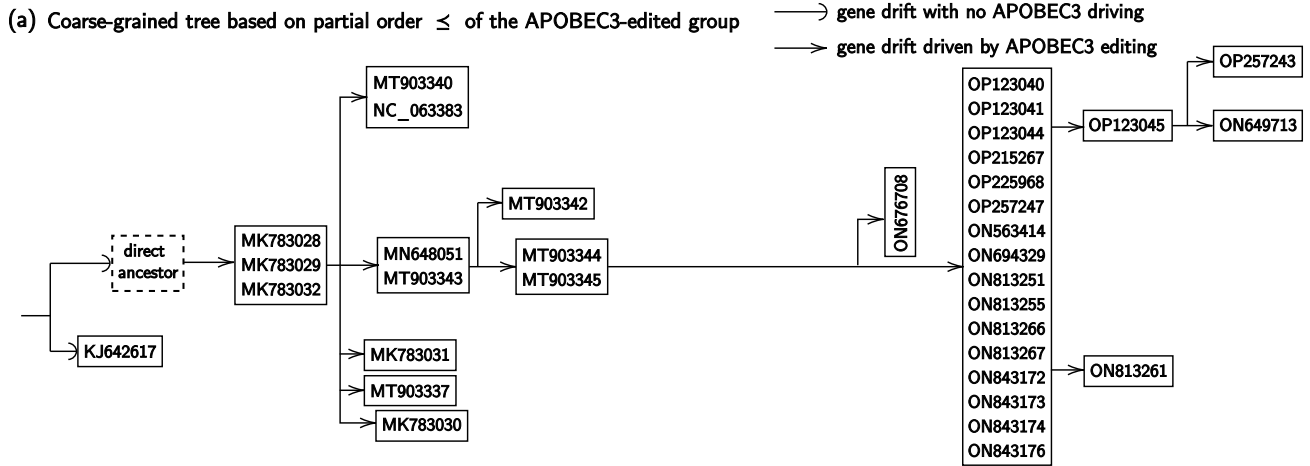 (a) Coarse-grained tree based on partial order ⪯ of the APOBEC3-edited group
gene drift with no APOBEC3 driving
gene drift driven by APOBEC3 editing
direct
ancestor
KJ642617
MK783028
MK783029
MK783032
MT903340
NC_063383
MN648051
MT903343
MK783031
MT903337
MK783030
MT903342
MT903344
MT903345
ON676708
OP123040
OP123041
OP123044
OP215267
OP225968
OP257247
ON563414
ON694329
ON813251
ON813255
ON813266
ON813267
ON843172
ON843173
ON843174
ON843176
OP123045
OP257243
ON649713
ON813261